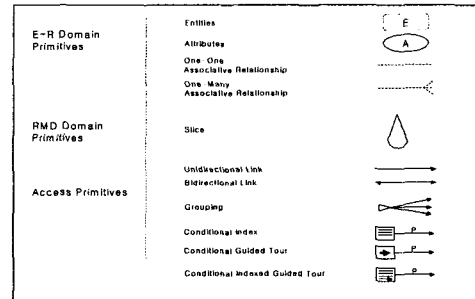 E-R Domain
Primitives
Entities
E
Attributes
A
One-One
Associative Relationship
One-Many
Associative Relationship
RMD Domain
Primitives
Slice
Access Primitives
Unidirectional Link
Bidirectional Link
Grouping
Conditional Index
P
Conditional Guided Tour
P
Conditional Indexed Guided Tour
P